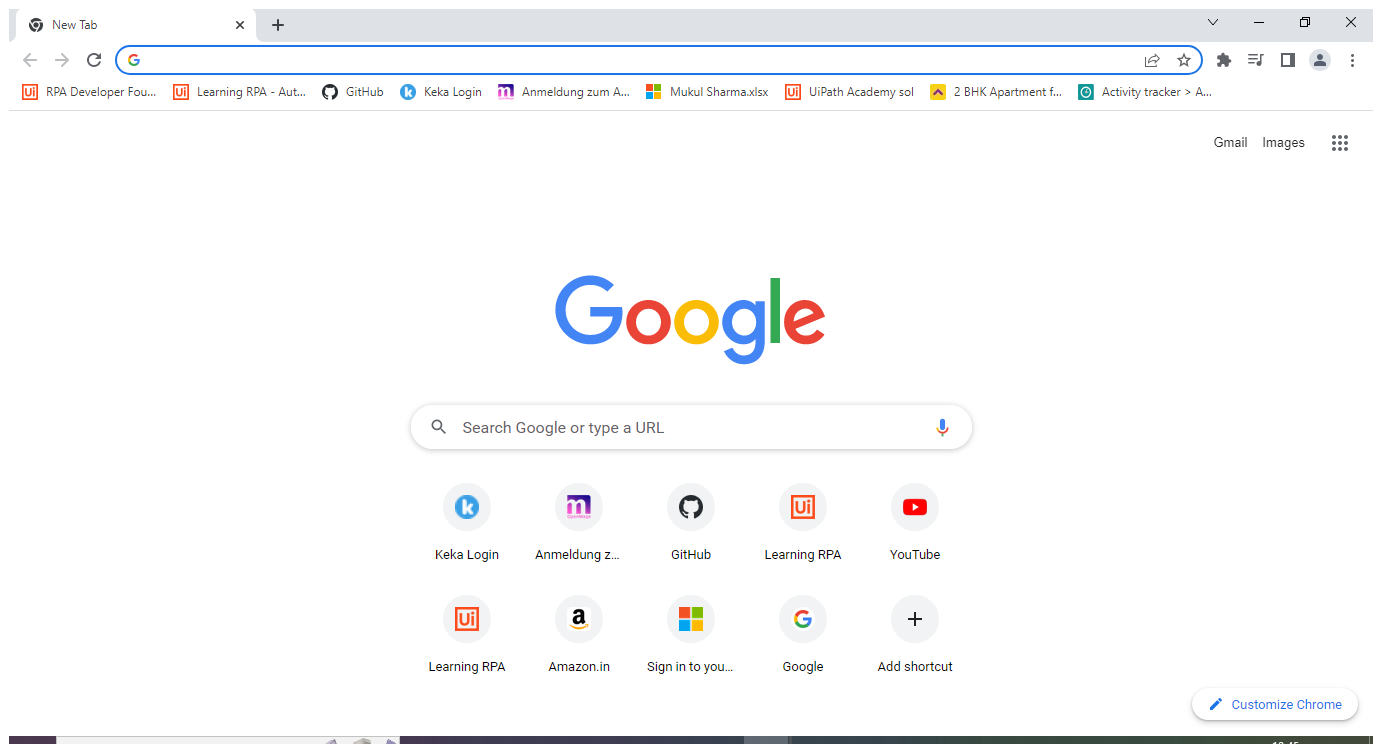 New Tab
RPA Developer Fou... Learning RPA - Aut... GitHub Keka Login Anmeldung zum A... Mukul Sharma.xlsx UiPath Academy sol 2 BHK Apartment f... Activity tracker > A...
Gmail Images
Google
Search Google or type a URL
Keka Login Anmeldung z... GitHub Learning RPA YouTube
Learning RPA Amazon.in Sign in to you... Google Add shortcut
Customize Chrome